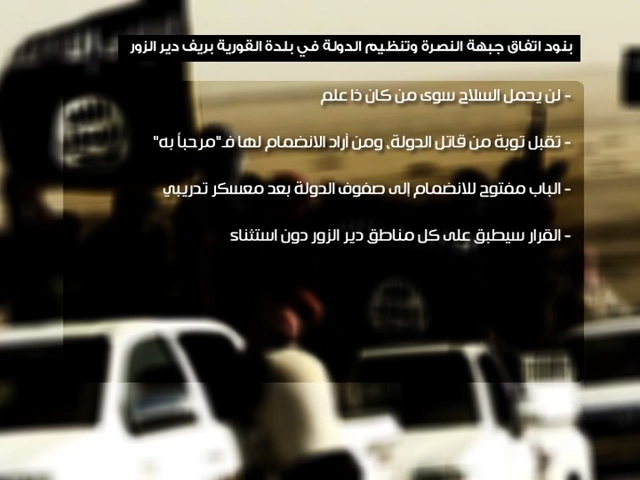 بنود اتفاق جبهة النصرة وتنظيم الدولة في بلدة القورية بريف دير الزور
- لن يحمل السلاح سوى من كان ذا علم
- تقبل توبة من قاتل الدولة، ومن أراد الانضمام لها فـ"مرحباً به"
- الباب مفتوح للانضمام إلى صفوف الدولة بعد معسكر تدريبي
- القرار سيطبق على كل مناطق دير الزور دون استثناء